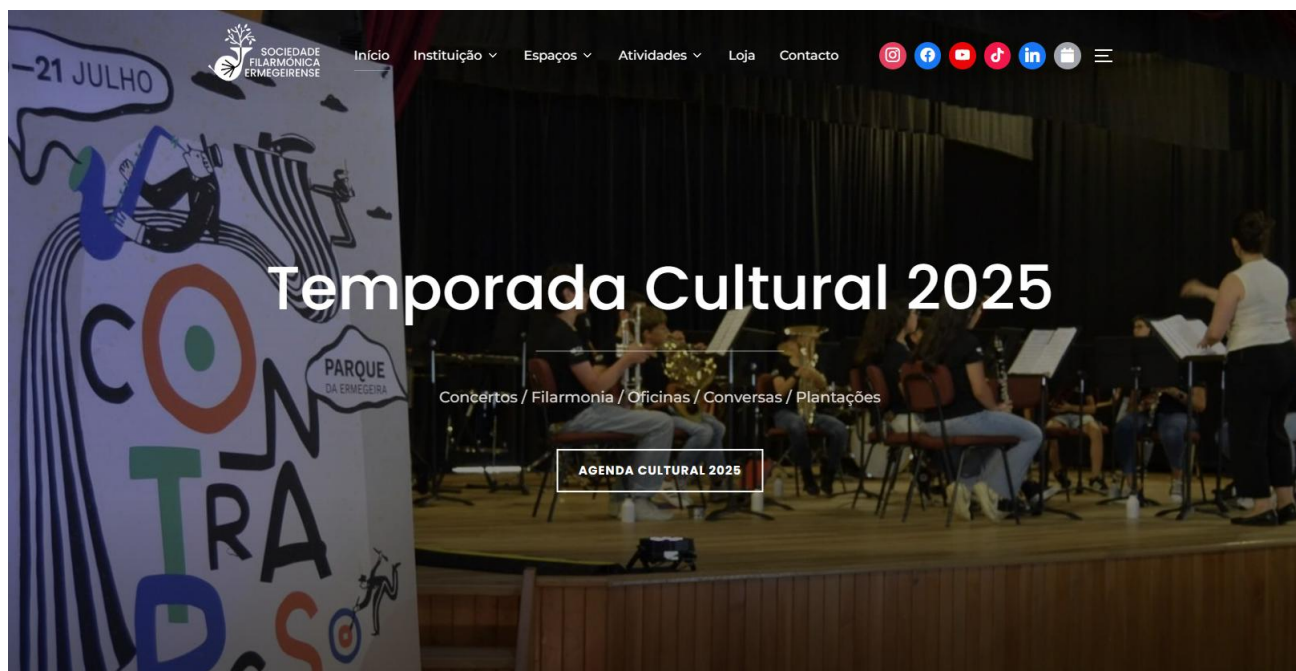 SOCIEDADE
FILARMÓNICA
ERMEGEIRENSE
Início Instituição Espaços Atividades Loja Contacto
—21 JULHO
Temporada Cultural 2025
CON
PARQUE
DA ERMEGEIRA
Concertos / Filarmonia / Oficinas / Conversas / Plantações
AGENDA CULTURAL 2025
TRA